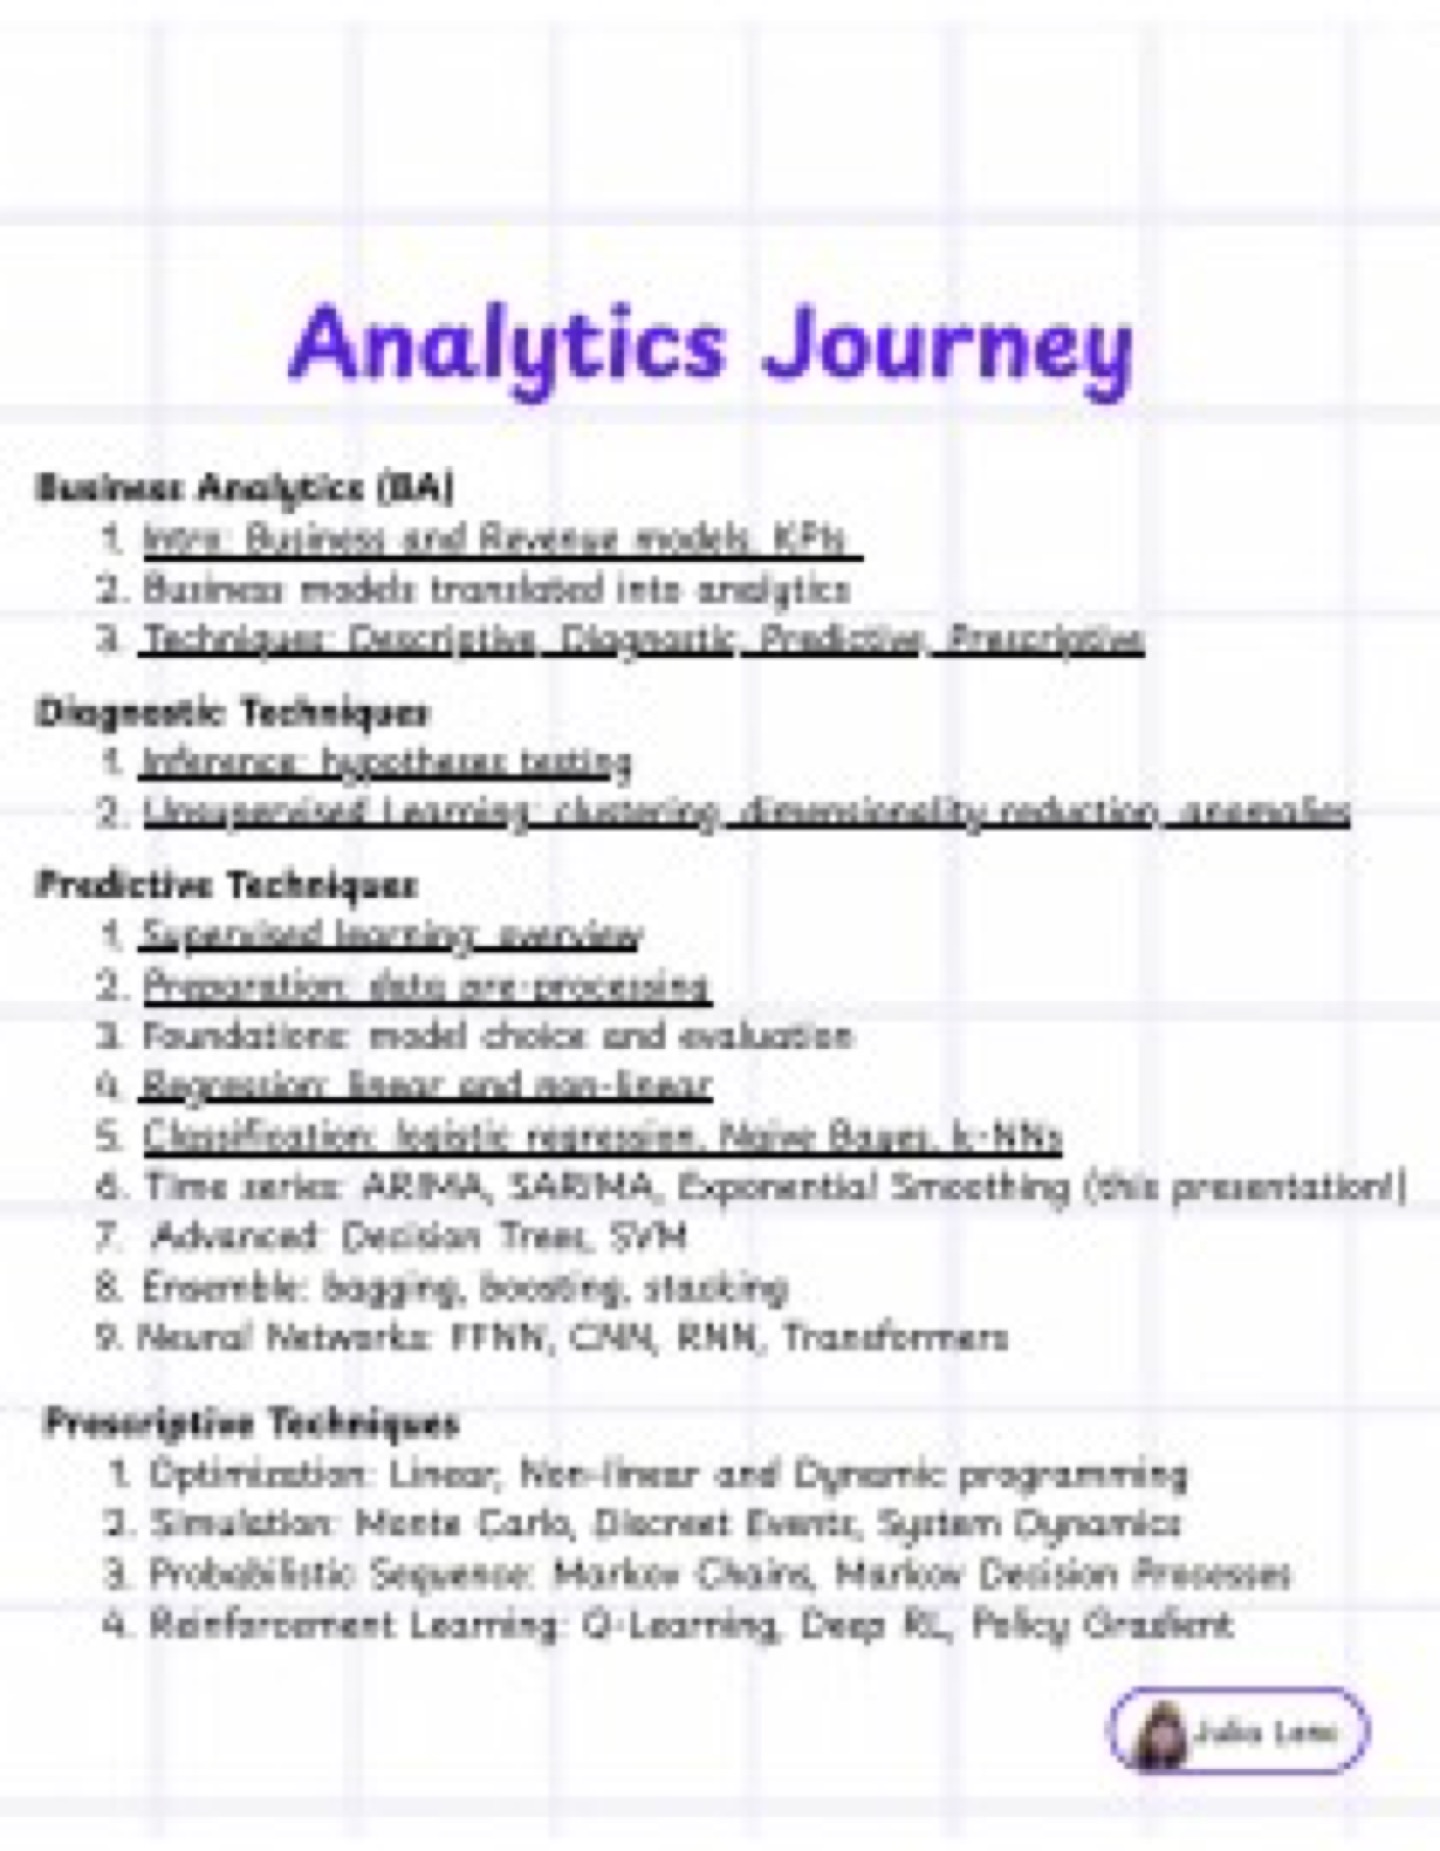 Analytics Journey
Business Analytics (BA)
1. Intro: Business and Revenue models, KPIs
2. Business models translated into analytics
3. Techniques: Descriptive, Diagnostic, Predictive, Prescriptive
Diagnostic Techniques
1. Inference: hypotheses testing
2. Unsupervised Learning: clustering, dimensionality reduction, anomalies
Predictive Techniques
1. Supervised learning: overview
2. Preparation: data pre-processing
3. Foundations: model choice and evaluation
4. Regression: linear and non-linear
5. Classification: logistic regression, Naive Bayes, k-NNs
6. Time series: ARIMA, SARIMA, Exponential Smoothing (this presentation!)
7. Advanced: Decision Trees, SVM
8. Ensemble: bagging, boosting, stacking
9. Neural Networks: FFNN, CNN, RNN, Transformers
Prescriptive Techniques
1. Optimization: Linear, Non-linear and Dynamic programming
2. Simulation: Monte Carlo, Discreet Events, System Dynamics
3. Probabilistic Sequence: Markov Chains, Markov Decision Processes
4. Reinforcement Learning: Q-Learning, Deep RL, Policy Gradient